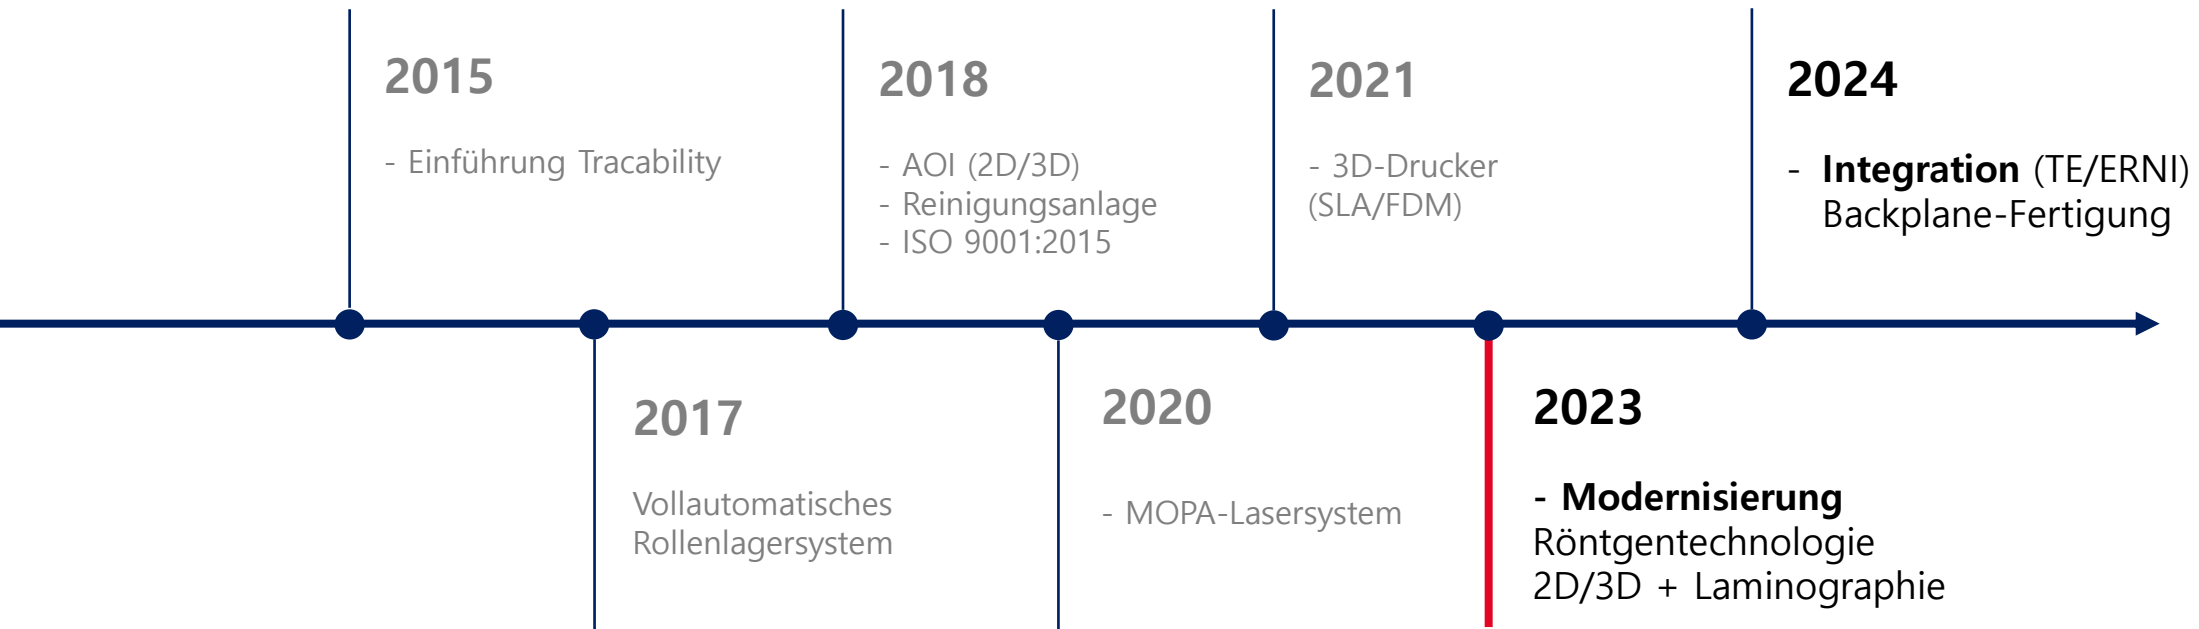 2015
- Einführung Tracability
2017
Vollautomatisches
Rollenlagersystem
2018
- AOI (2D/3D)
- Reinigungsanlage
- ISO 9001:2015
2020
- MOPA-Lasersystem
2021
- 3D-Drucker
(SLA/FDM)
2023
- Modernisierung
Röntgentechnologie
2D/3D + Laminographie
2024
- Integration (TE/ERNI)
Backplane-Fertigung